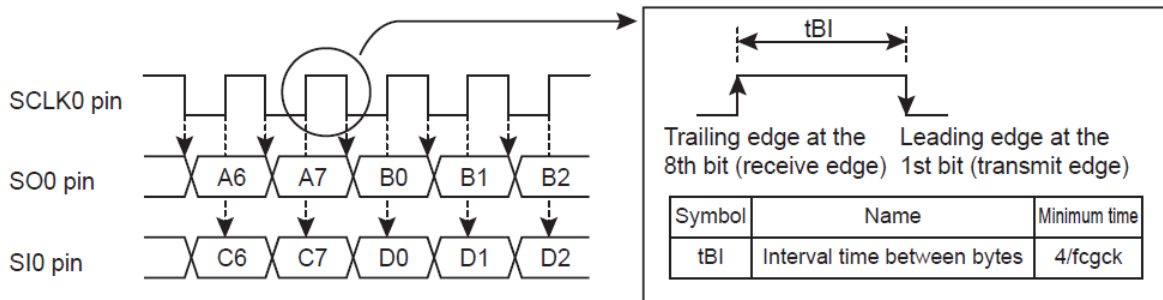 SCLK0 pin
SO0 pin
A6 A7 B0 B1 B2
SI0 pin
C6 C7 D0 D1 D2
tBI
Trailing edge at the
8th bit (receive edge)
Leading edge at the
1st bit (transmit edge)
Symbol Name Minimum time
tBI Interval time between bytes 4/fcgck